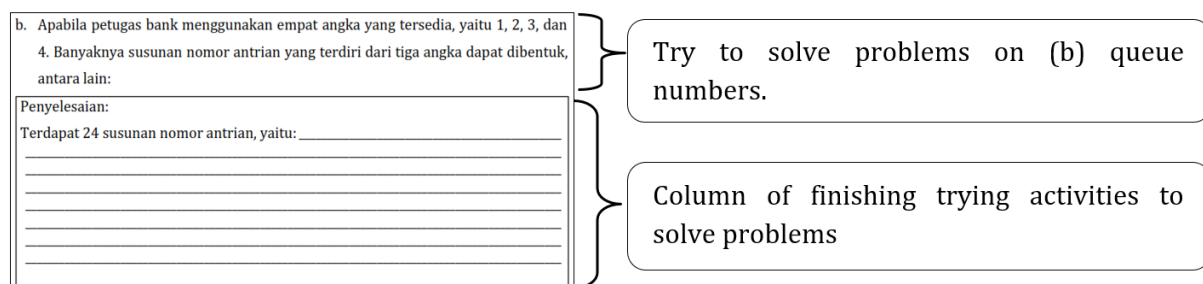 b. Apabila petugas bank menggunakan empat angka yang tersedia, yaitu 1, 2, 3, dan
4. Banyaknya susunan nomor antrian yang terdiri dari tiga angka dapat dibentuk,
antara lain:
Penyelesaian:
Terdapat 24 susunan nomor antrian, yaitu:
Try to solve problems on (b) queue
numbers.
Column of finishing trying activities to
solve problems